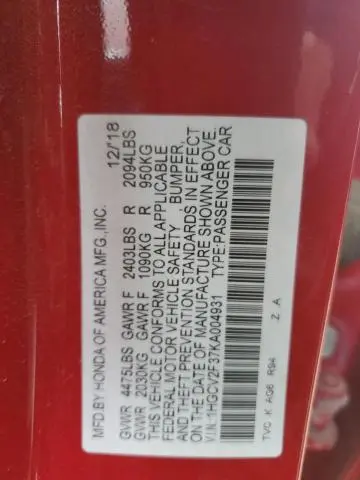 MFD.BY HONDA OF AMERICA MFG.,INC. 12/'18
GVWR 4475LBS GAWR F 2403LBS R 2094LBS
GVWR 2030KG GAWR F 1090KG R 950KG
THIS VEHICLE CONFORMS TO ALL APPLICABLE
FEDERAL MOTOR VEHICLE SAFETY , BUMPER,
AND THEFT PREVENTION STANDARDS IN EFFECT
ON THE DATE OF MANUFACTURE SHOWN ABOVE.
V.I.N. 1HGCV2F37KA004931 TYPE:PASSENGER CAR
TVC K AG6 R94 Z A